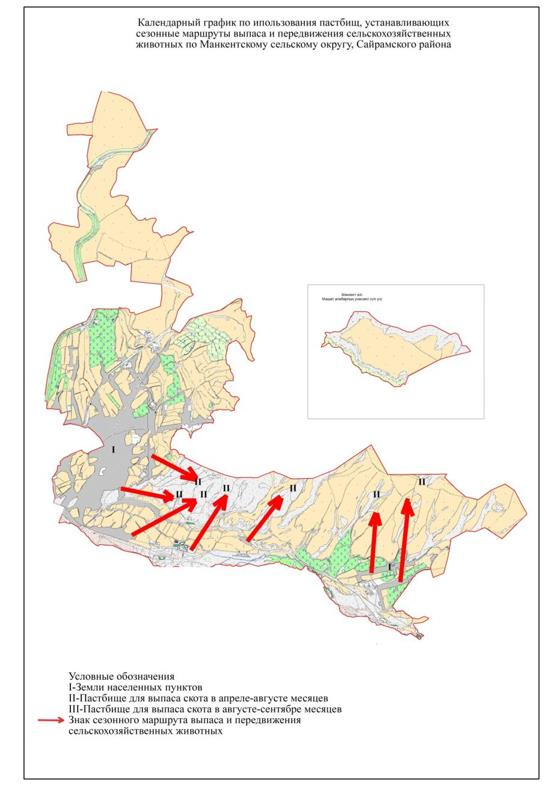 Календарный график по ипользования пастбищ, устанавливающих
сезонные маршруты выпаса и передвижения сельскохозяйственных
животных по Манкентскому сельскому округу, Сайрамского района
I
II
II
II
II
II
II
II
I
Условные обозначения
I-Земли населенных пунктов
II-Пастбище для выпаса скота в апреле-августе месяцев
III-Пастбище для выпаса скота в августе-сентябре месяцев
Знак сезонного маршрута выпаса и передвижения
сельскохозяйственных животных